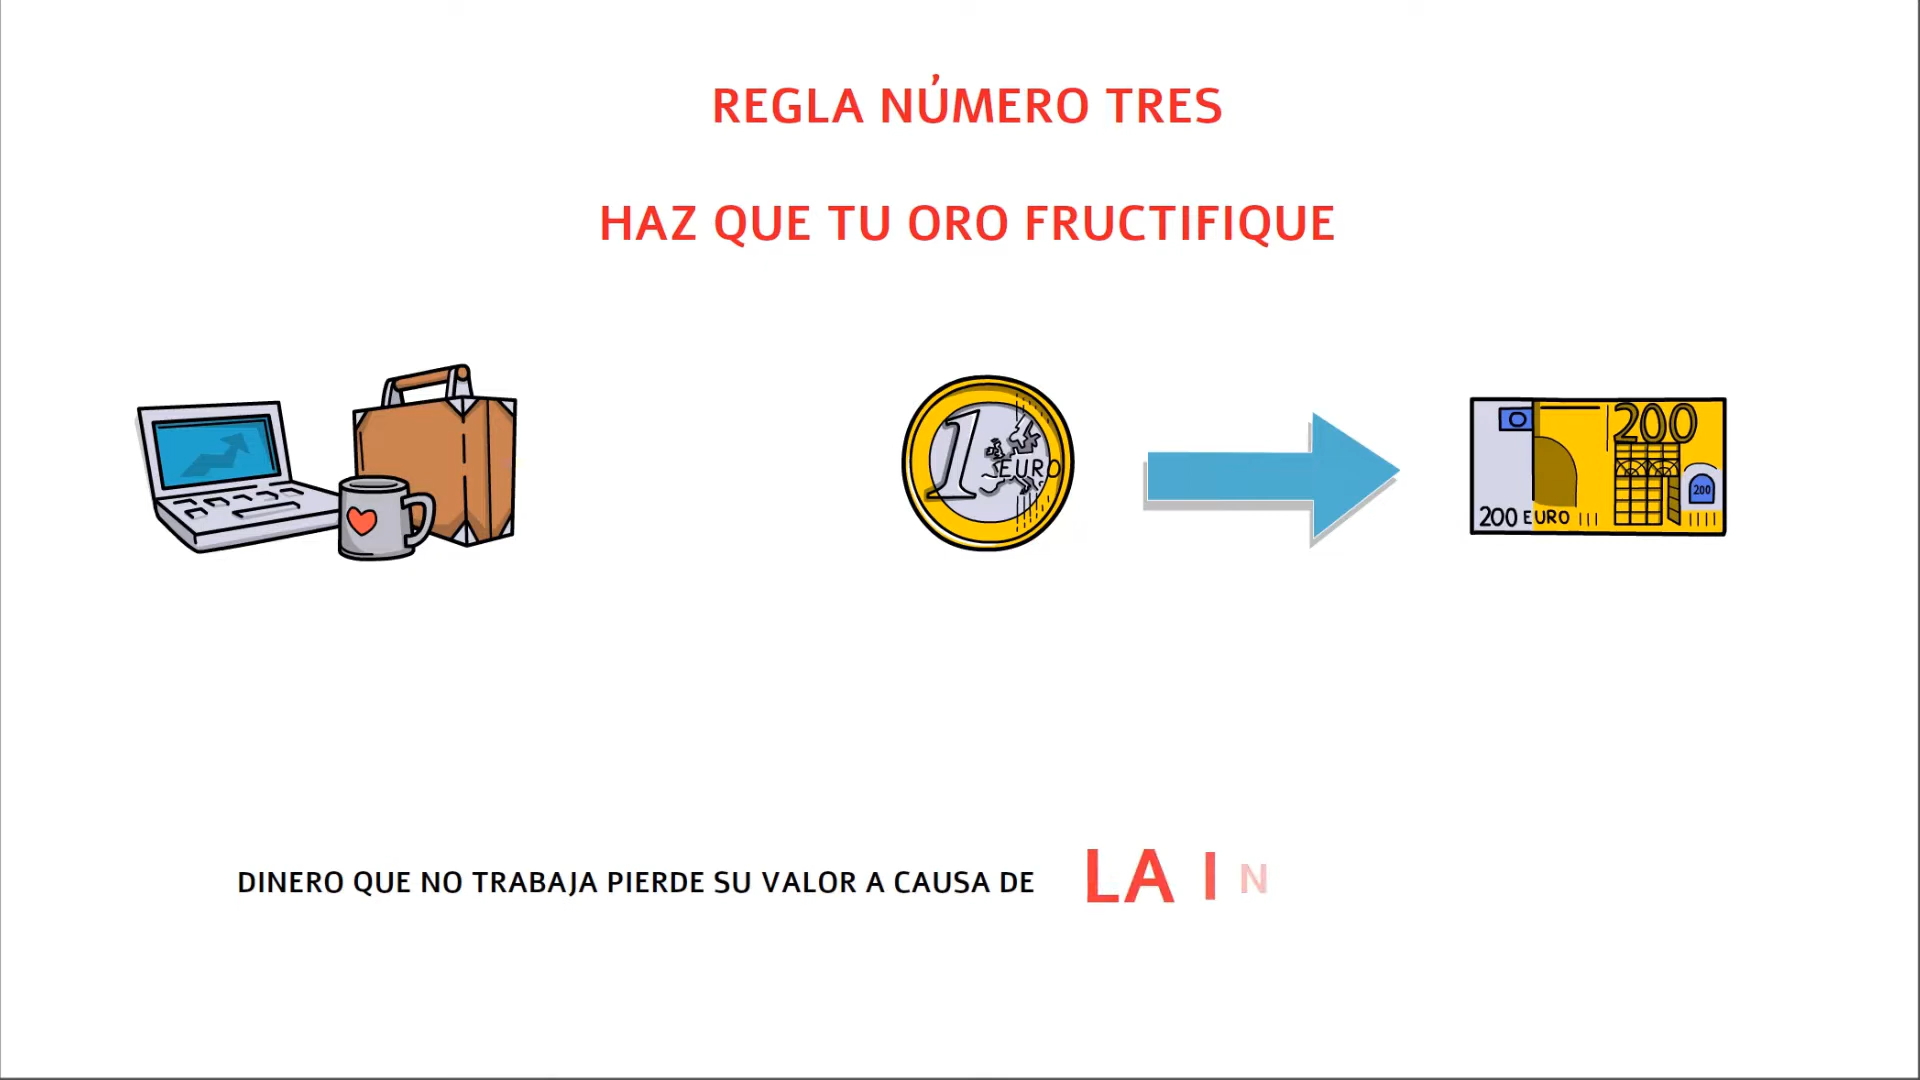 REGLA NÚMERO TRES
HAZ QUE TU ORO FRUCTIFIQUE
1 EURO
200
200
200 EURO
DINERO QUE NO TRABAJA PIERDE SU VALOR A CAUSA DE LA I N